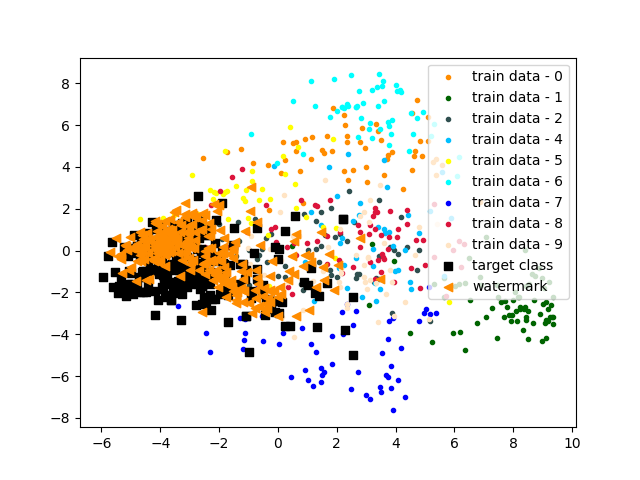 8
6
4
2
0
−2
−4
−6
−8
−6 −4 −2 0 2 4 6 8 10
train data - 0
train data - 1
train data - 2
train data - 4
train data - 5
train data - 6
train data - 7
train data - 8
train data - 9
target class
watermark